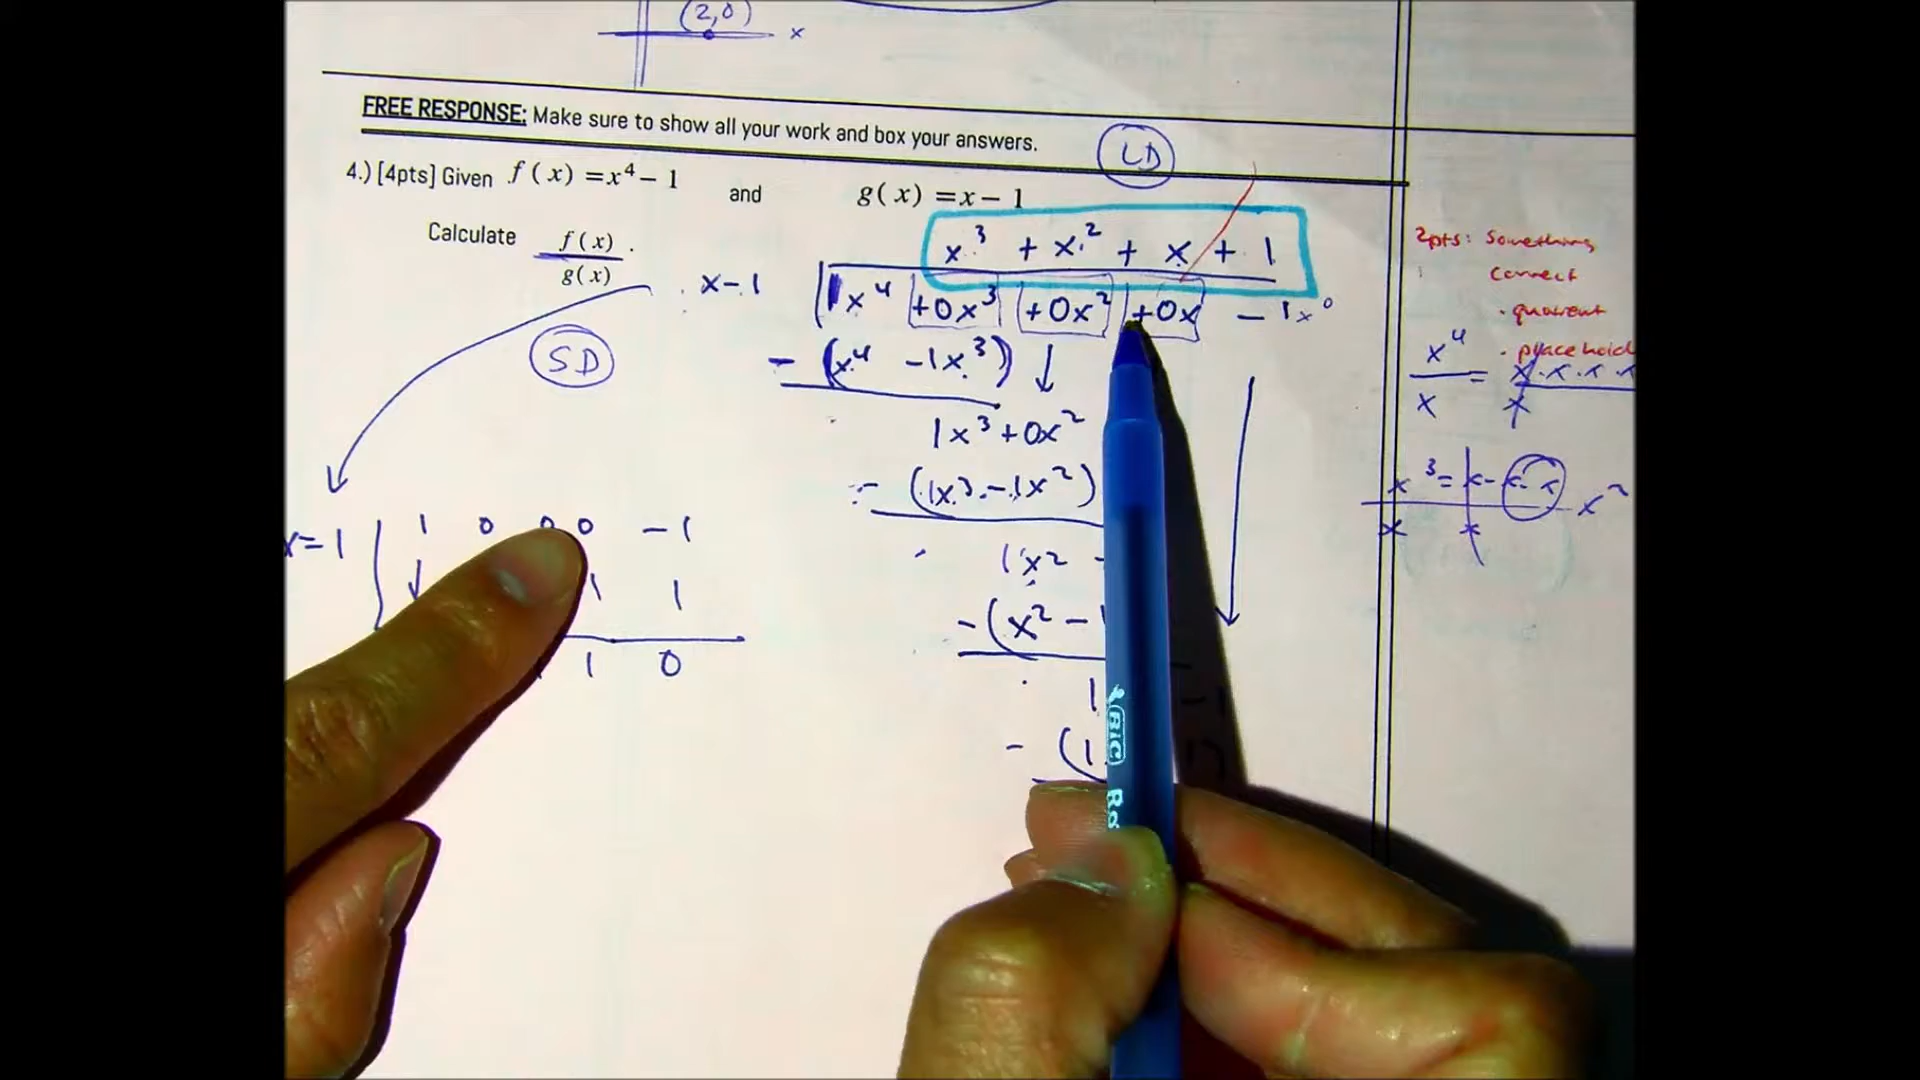 (2,0)
x
FREE RESPONSE: Make sure to show all your work and box your answers.
LD
4.) [4pts] Given f(x)=x⁴-1 and g(x)=x-1
Calculate f(x)/g(x).
x³ + x² + x + 1
x-1
1x⁴ +0x³ +0x² +0x - 1x⁰
- (x⁴ -1x³)
1x³+0x²
- (1x³-1x²)
1x²
-(x² -
1
- (1
SD
x=1
1 0 0 0 -1
1 1
1 0
2pts: Something
correct
· quotient
· place hold
x⁴/x = x·x·x·x/x
x³/x = x-x-x/x x²
BIC